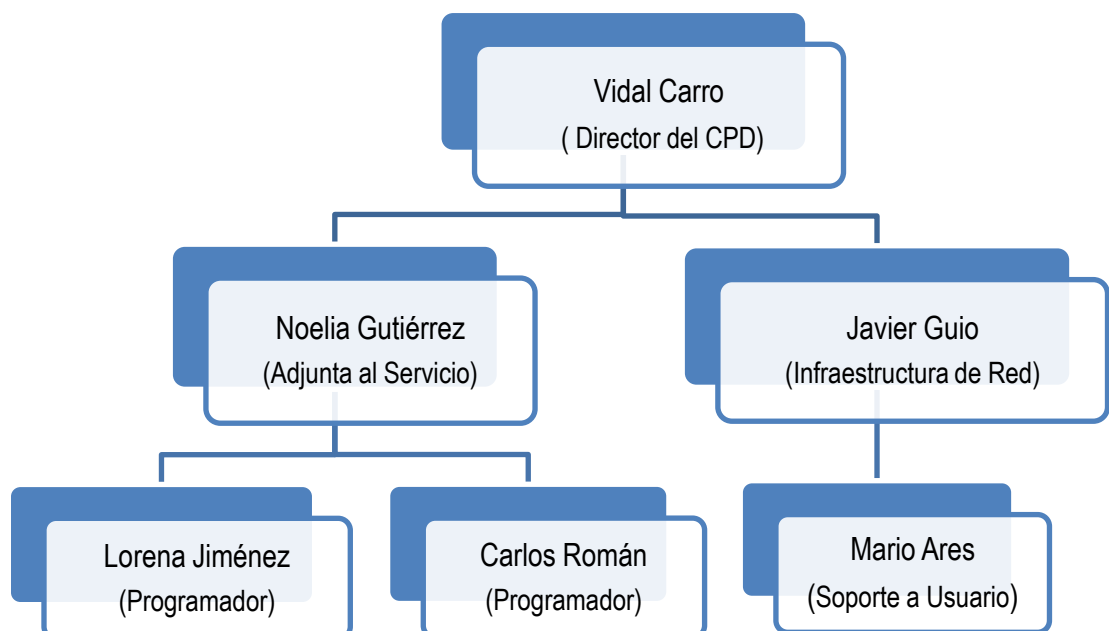 Vidal Carro
( Director del CPD)
Noelia Gutiérrez
(Adjunta al Servicio)
Javier Guio
(Infraestructura de Red)
Lorena Jiménez
(Programador)
Carlos Román
(Programador)
Mario Ares
(Soporte a Usuario)